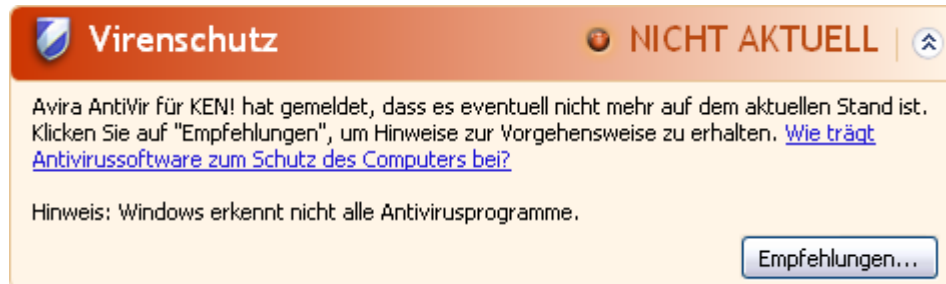 Virenschutz NICHT AKTUELL
Avira AntiVir für KEN! hat gemeldet, dass es eventuell nicht mehr auf dem aktuellen Stand ist.
Klicken Sie auf "Empfehlungen", um Hinweise zur Vorgehensweise zu erhalten. Wie trägt
Antivirussoftware zum Schutz des Computers bei?
Hinweis: Windows erkennt nicht alle Antivirusprogramme.
Empfehlungen...